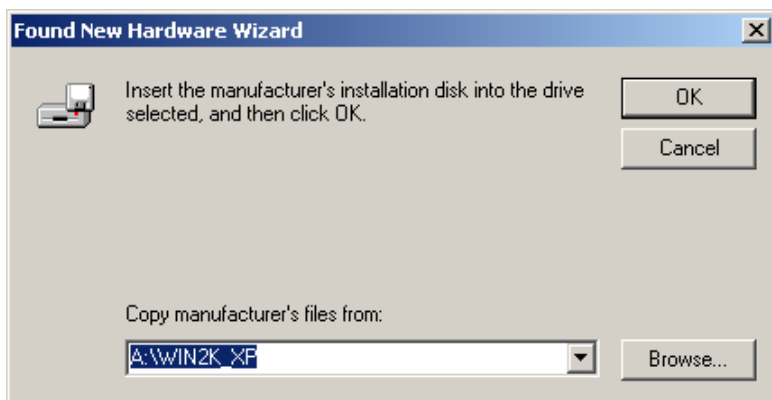 Found New Hardware Wizard
Insert the manufacturer's installation disk into the drive
selected, and then click OK.
OK
Cancel
Copy manufacturer's files from:
A:\WIN2K_XP
Browse...